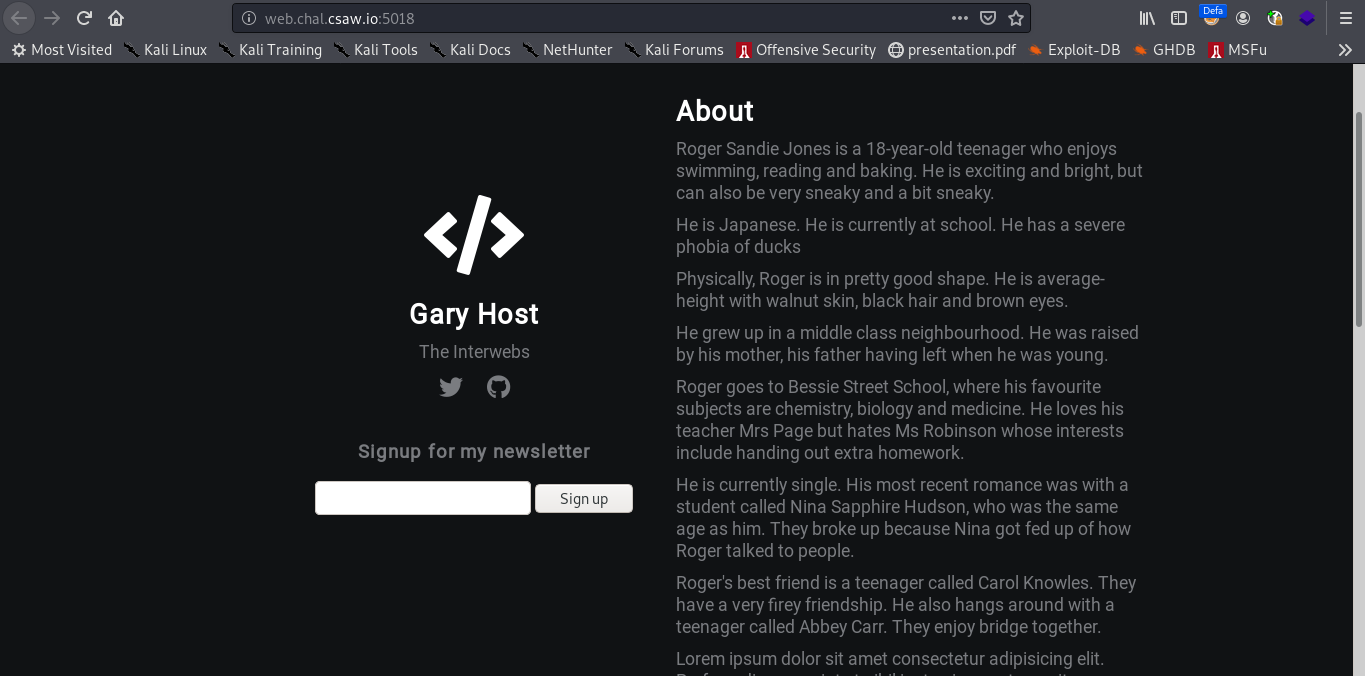 web.chal.csaw.io:5018
Defa
Most Visited Kali Linux Kali Training Kali Tools Kali Docs NetHunter Kali Forums Offensive Security presentation.pdf Exploit-DB GHDB MSFu
</>
Gary Host
The Interwebs
Signup for my newsletter
Sign up
About
Roger Sandie Jones is a 18-year-old teenager who enjoys
swimming, reading and baking. He is exciting and bright, but
can also be very sneaky and a bit sneaky.
He is Japanese. He is currently at school. He has a severe
phobia of ducks
Physically, Roger is in pretty good shape. He is average-
height with walnut skin, black hair and brown eyes.
He grew up in a middle class neighbourhood. He was raised
by his mother, his father having left when he was young.
Roger goes to Bessie Street School, where his favourite
subjects are chemistry, biology and medicine. He loves his
teacher Mrs Page but hates Ms Robinson whose interests
include handing out extra homework.
He is currently single. His most recent romance was with a
student called Nina Sapphire Hudson, who was the same
age as him. They broke up because Nina got fed up of how
Roger talked to people.
Roger's best friend is a teenager called Carol Knowles. They
have a very firey friendship. He also hangs around with a
teenager called Abbey Carr. They enjoy bridge together.
Lorem ipsum dolor sit amet consectetur adipisicing elit.